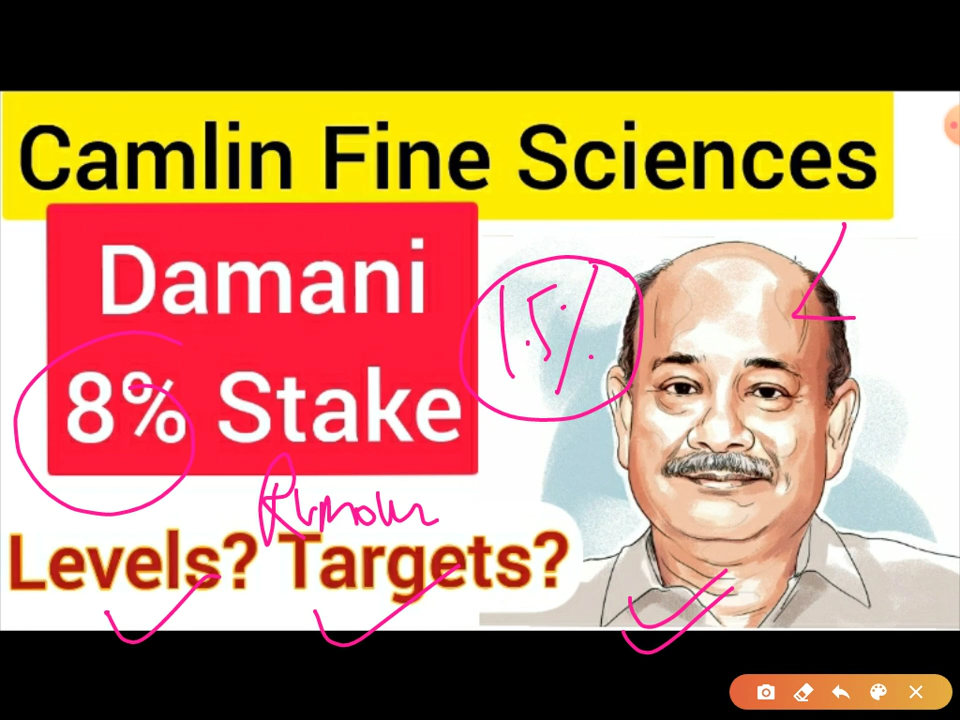 Camlin Fine Sciences
Damani
1.5%
8% Stake
Rumour
Levels? Targets?